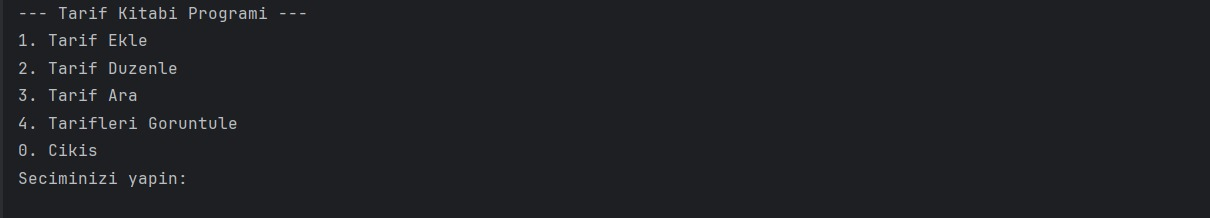 --- Tarif Kitabi Programi ---
1. Tarif Ekle
2. Tarif Duzenle
3. Tarif Ara
4. Tarifleri Goruntule
0. Cikis
Seciminizi yapin: